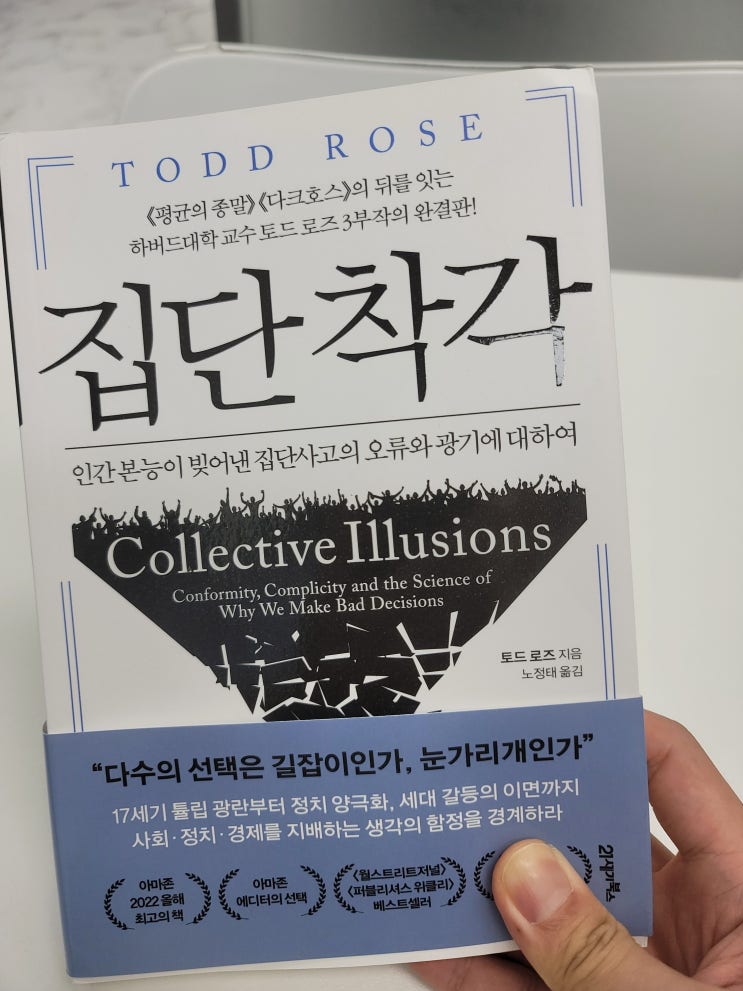 TODD ROSE
《평균의 종말》《다크호스》의 뒤를 잇는
하버드대학 교수 토드 로즈 3부작의 완결판!
집단 착각
인간 본능이 빚어낸 집단사고의 오류와 광기에 대하여
Collective Illusions
Conformity, Complicity and the Science of
Why We Make Bad Decisions
토드 로즈 지음
노정태 옮김
“다수의 선택은 길잡이인가, 눈가리개인가”
17세기 튤립 광란부터 정치 양극화, 세대 갈등의 이면까지
사회·정치·경제를 지배하는 생각의 함정을 경계하라
아마존
2022 올해
최고의 책
아마존
에디터의 선택
《월스트리트저널》
《퍼블리셔스 위클리》
베스트셀러
21세기북스